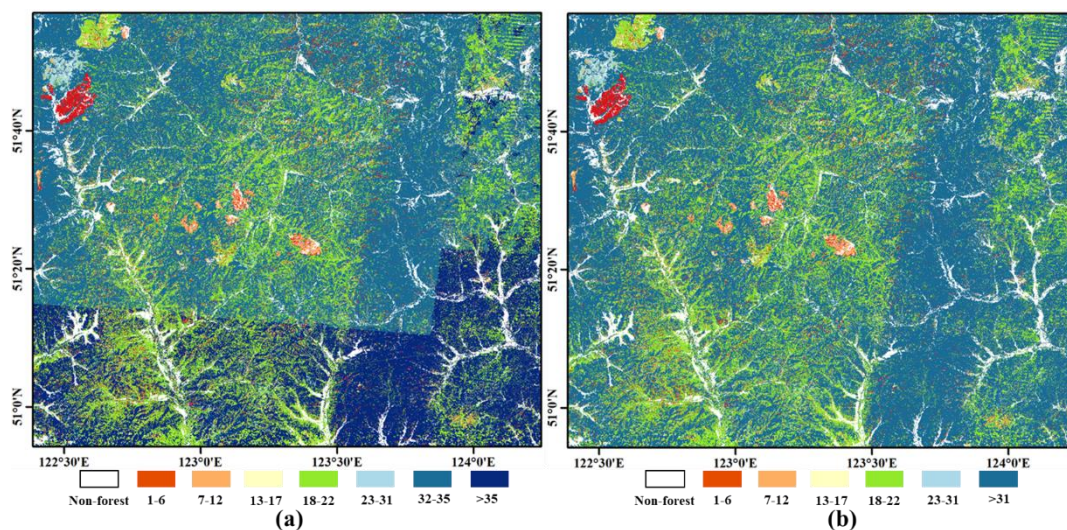 51°40'N
51°20'N
51°0'N
122°30'E 123°0'E 123°30'E 124°0'E
Non-forest 1-6 7-12 13-17 18-22 23-31 32-35 >35
(a)
51°40'N
51°20'N
51°0'N
122°30'E 123°0'E 123°30'E 124°0'E
Non-forest 1-6 7-12 13-17 18-22 23-31 >31
(b)